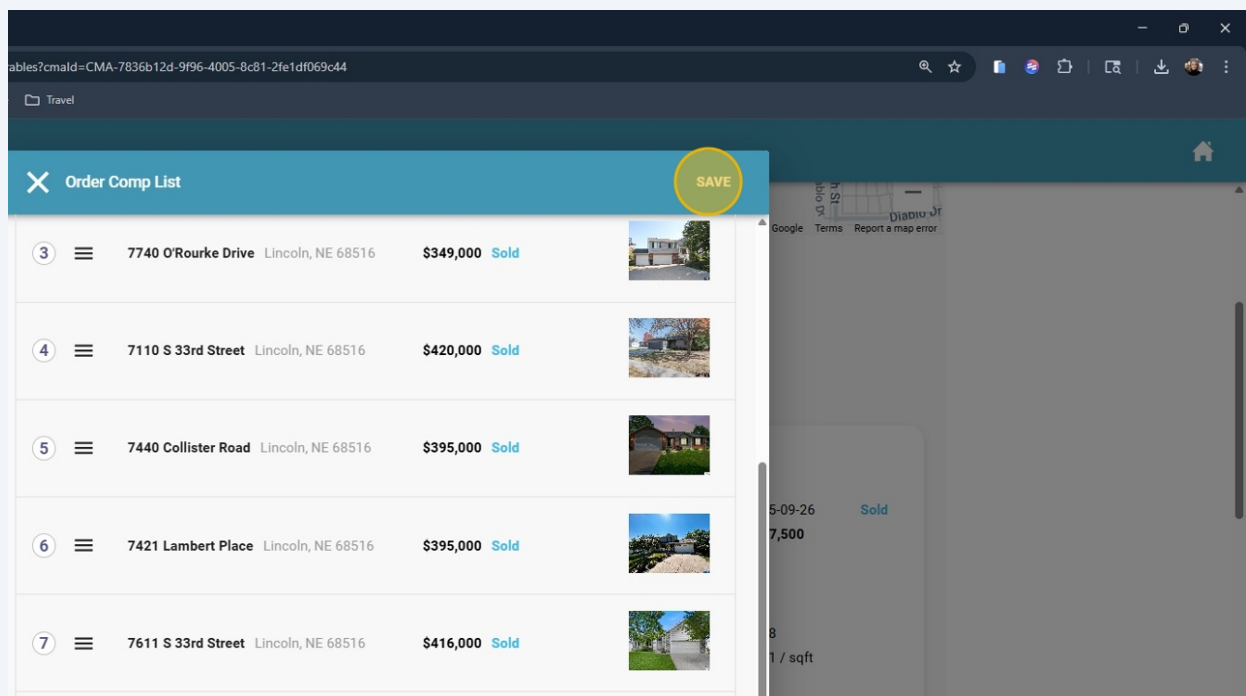 ables?cmaId=CMA-7836b12d-9f96-4005-8c81-2fe1df069c44
Travel
Order Comp List
SAVE
Diablo Dr
Google Terms Report a map error
3 7740 O'Rourke Drive Lincoln, NE 68516 $349,000 Sold
4 7110 S 33rd Street Lincoln, NE 68516 $420,000 Sold
5 7440 Collister Road Lincoln, NE 68516 $395,000 Sold
5-09-26 Sold
7,500
6 7421 Lambert Place Lincoln, NE 68516 $395,000 Sold
7 7611 S 33rd Street Lincoln, NE 68516 $416,000 Sold
8
1 / sqft